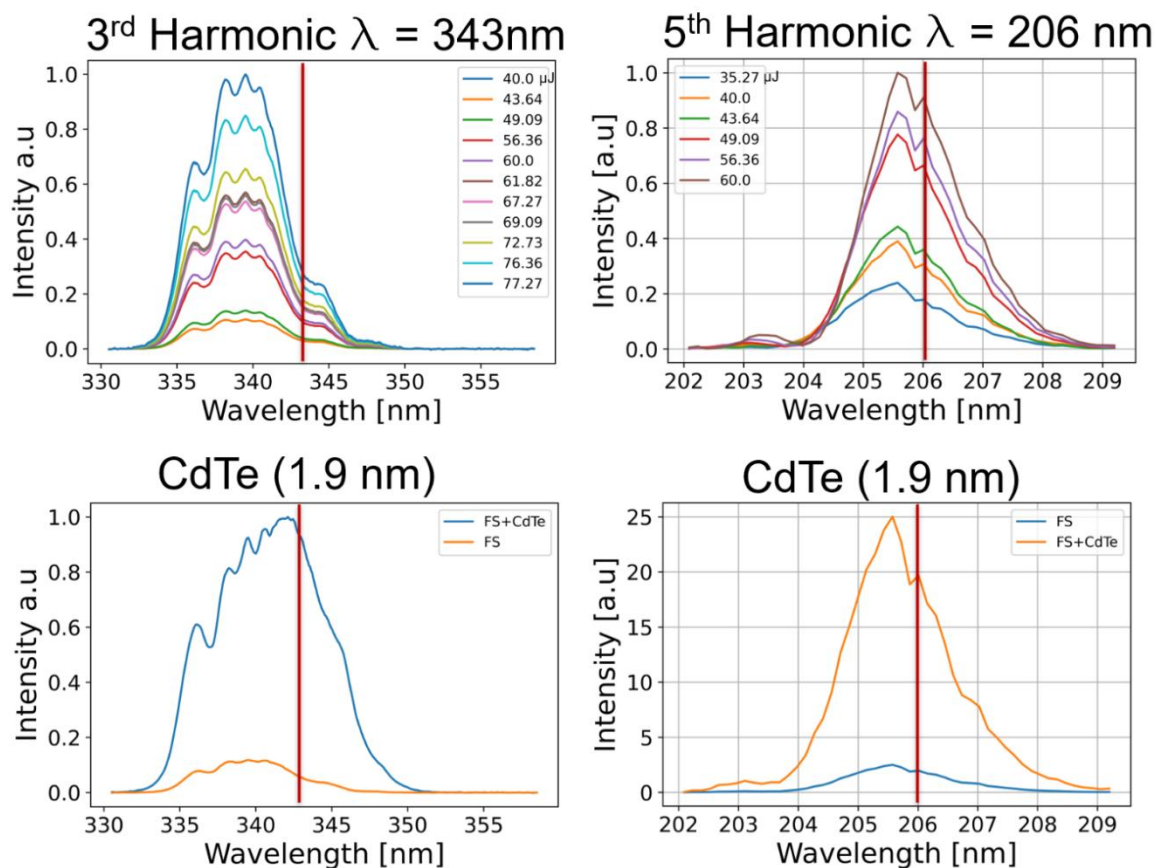 3rd Harmonic λ = 343nm
1.0
0.8
0.6
0.4
0.2
0.0
Intensity a.u
40.0 μJ
43.64
49.09
56.36
60.0
61.82
67.27
69.09
72.73
76.36
77.27
330 335 340 345 350 355
Wavelength [nm]
5th Harmonic λ = 206 nm
1.0
0.8
0.6
0.4
0.2
0.0
Intensity [a.u]
35.27 μJ
40.0
43.64
49.09
56.36
60.0
202 203 204 205 206 207 208 209
Wavelength [nm]
CdTe (1.9 nm)
1.0
0.8
0.6
0.4
0.2
0.0
Intensity a.u
FS+CdTe
FS
330 335 340 345 350 355
Wavelength [nm]
CdTe (1.9 nm)
25
20
15
10
5
0
Intensity [a.u]
FS
FS+CdTe
202 203 204 205 206 207 208 209
Wavelength [nm]